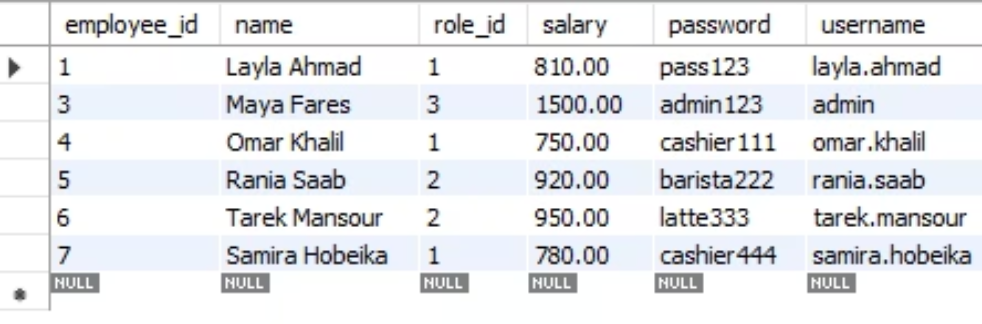 employee_id name role_id salary password username
1 Layla Ahmad 1 810.00 pass123 layla.ahmad
3 Maya Fares 3 1500.00 admin123 admin
4 Omar Khalil 1 750.00 cashier111 omar.khalil
5 Rania Saab 2 920.00 barista222 rania.saab
6 Tarek Mansour 2 950.00 latte333 tarek.mansour
7 Samira Hobeika 1 780.00 cashier444 samira.hobeika
NULL NULL NULL NULL NULL NULL